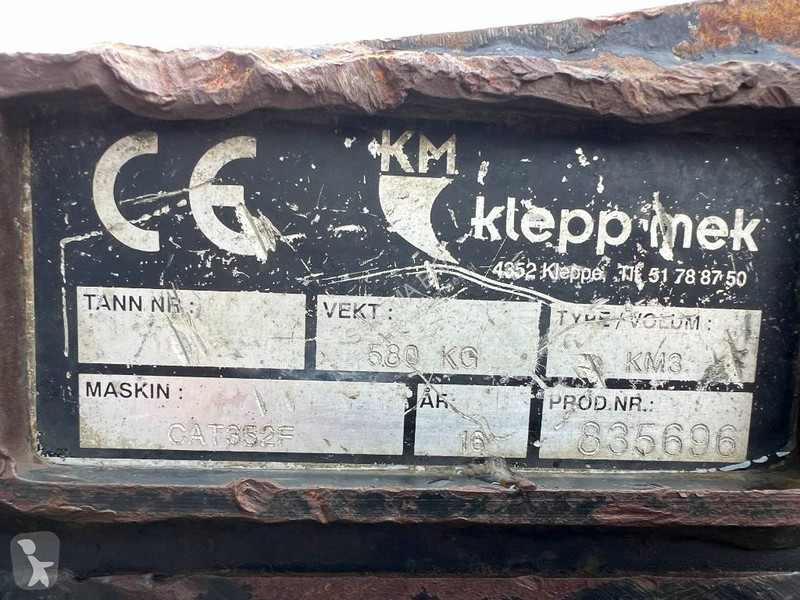 CE
KM
klepp mek
4352 Kleppe. Tlf. 51 78 87 50
TANN NR :
VEKT :
580 KG
TYPE / VOLUM :
KM3
MASKIN :
CAT352F
ÅR
16
PROD.NR.:
835696